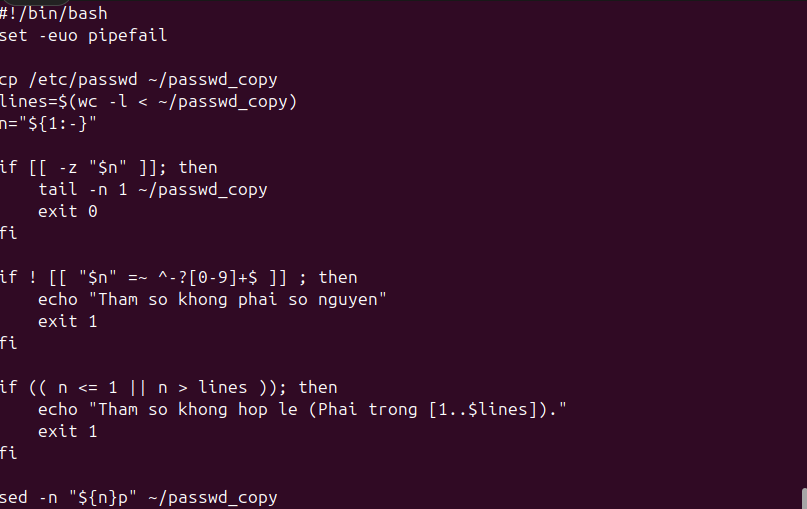 #!/bin/bash
set -euo pipefail
cp /etc/passwd ~/passwd_copy
lines=$(wc -l < ~/passwd_copy)
n="${1:-}"
if [[ -z "$n" ]]; then
    tail -n 1 ~/passwd_copy
    exit 0
fi
if ! [[ "$n" =~ ^-?[0-9]+$ ]] ; then
    echo "Tham so khong phai so nguyen"
    exit 1
fi
if (( n <= 1 || n > lines )); then
    echo "Tham so khong hop le (Phai trong [1..$lines])."
    exit 1
fi
sed -n "${n}p" ~/passwd_copy